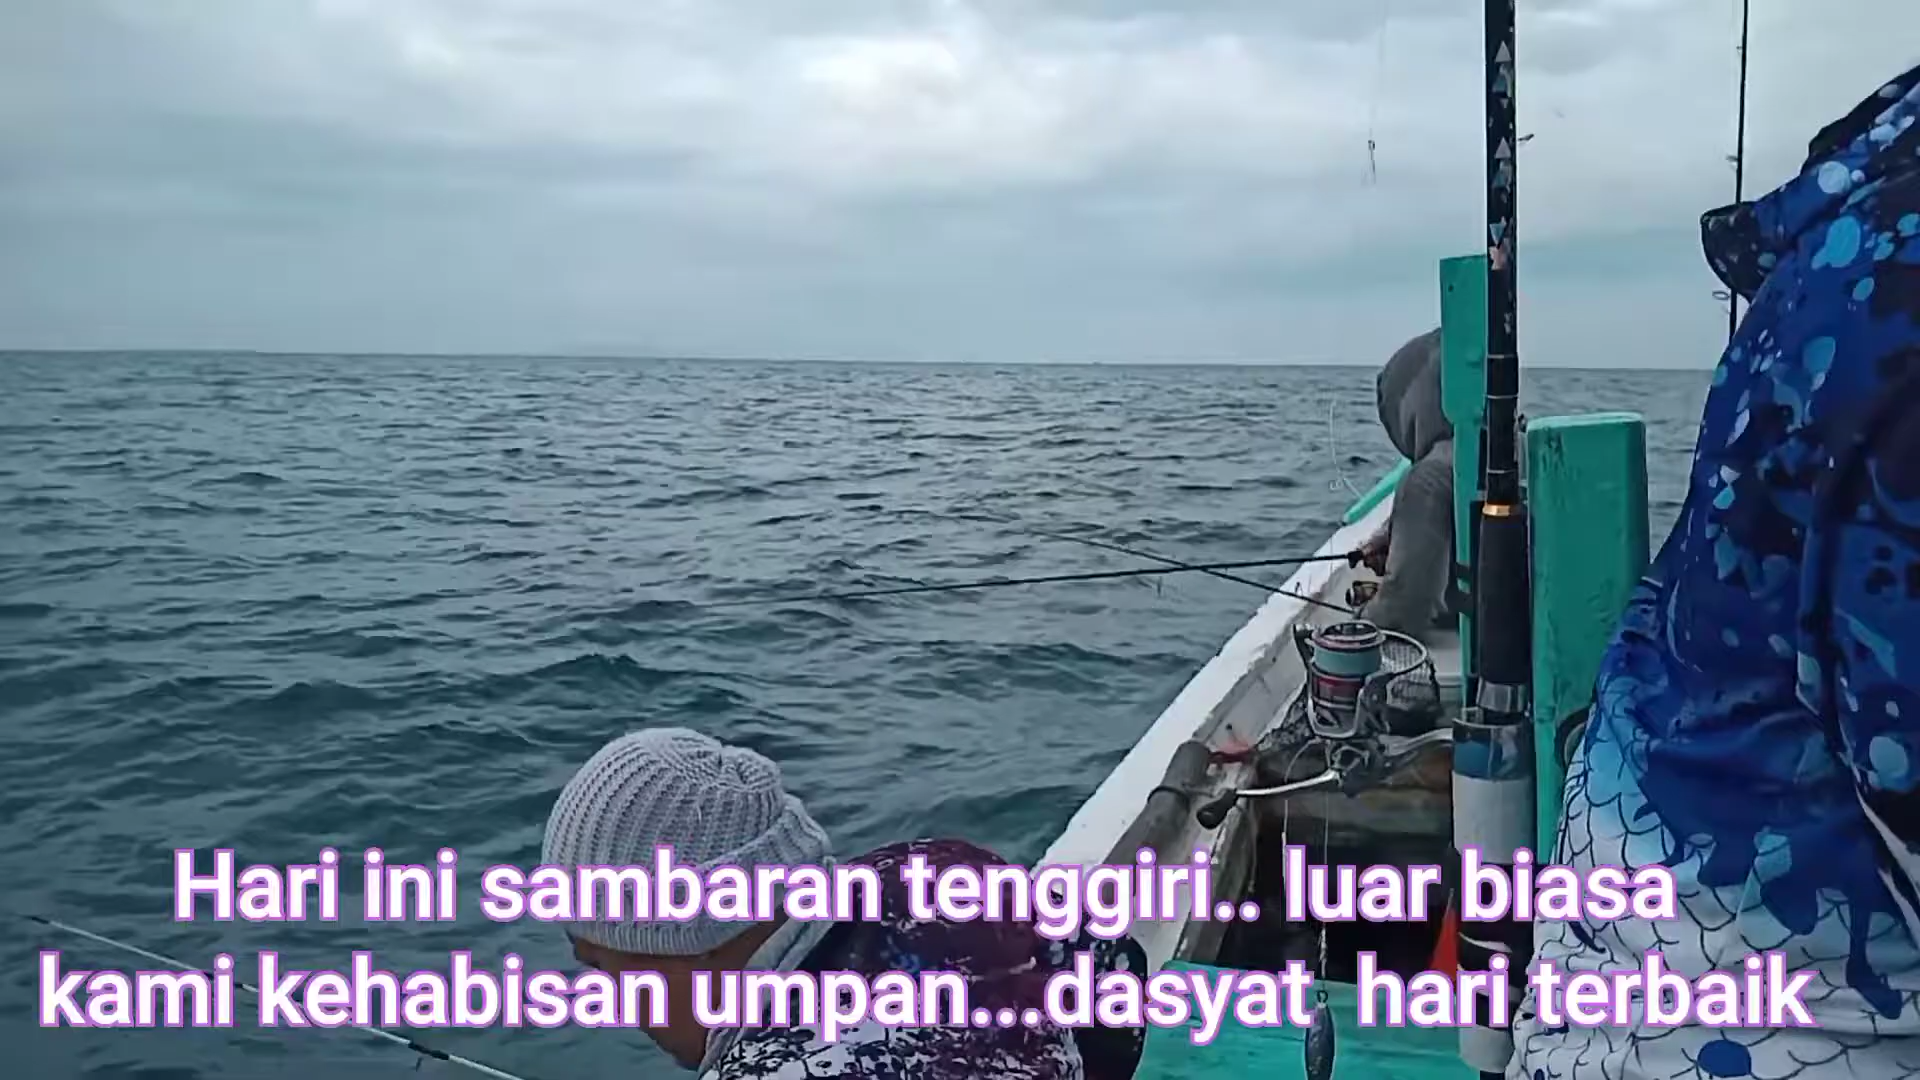 Hari ini sambaran tenggiri.. luar biasa
kami kehabisan umpan...dasyat hari terbaik